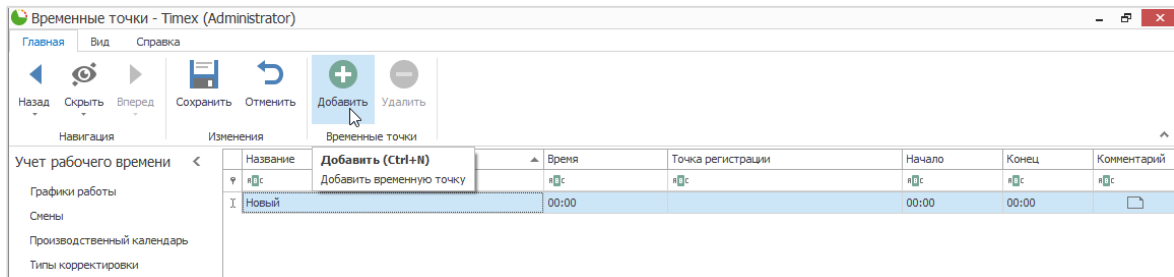 Временные точки - Timex (Administrator)
Главная Вид Справка
Назад Скрыть Вперед Сохранить Отменить Добавить Удалить
Навигация Изменения Временные точки
Учет рабочего времени Название Время Точка регистрации Начало Конец Комментарий
Добавить (Ctrl+N)
Добавить временную точку
Графики работы
Новый 00:00 00:00 00:00
Смены
Производственный календарь
Типы корректировки